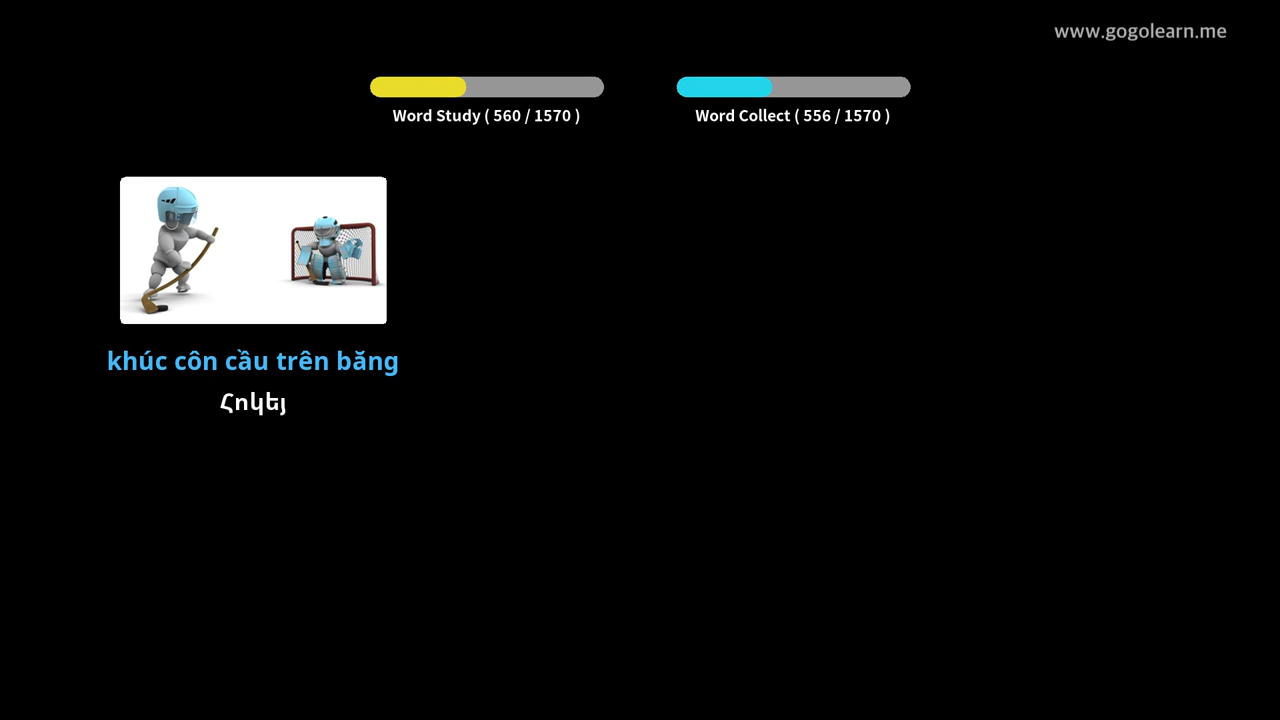 www.gogolearn.me
Word Study ( 560 / 1570 )
Word Collect ( 556 / 1570 )
khúc côn cầu trên băng
Հոկեյ